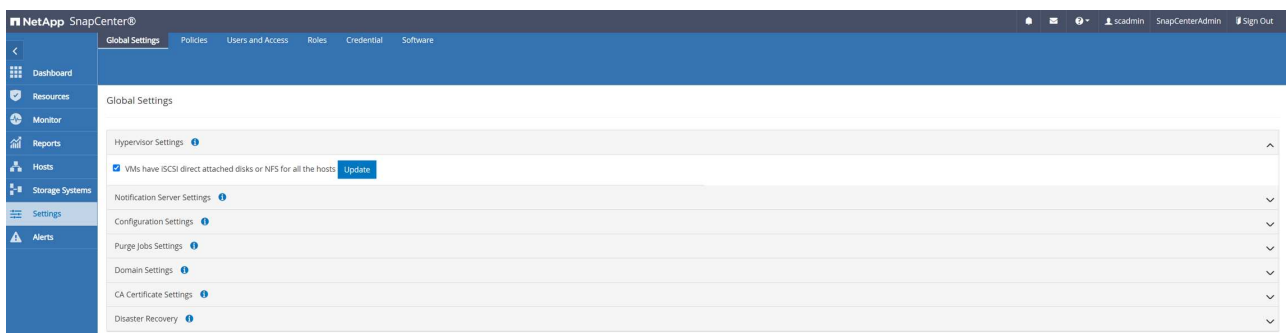 NetApp SnapCenter®
scadmin SnapCenterAdmin Sign Out
Global Settings Policies Users and Access Roles Credential Software
Dashboard
Resources
Monitor
Reports
Hosts
Storage Systems
Settings
Alerts
Global Settings
Hypervisor Settings
VMs have iSCSI direct attached disks or NFS for all the hosts Update
Notification Server Settings
Configuration Settings
Purge Jobs Settings
Domain Settings
CA Certificate Settings
Disaster Recovery